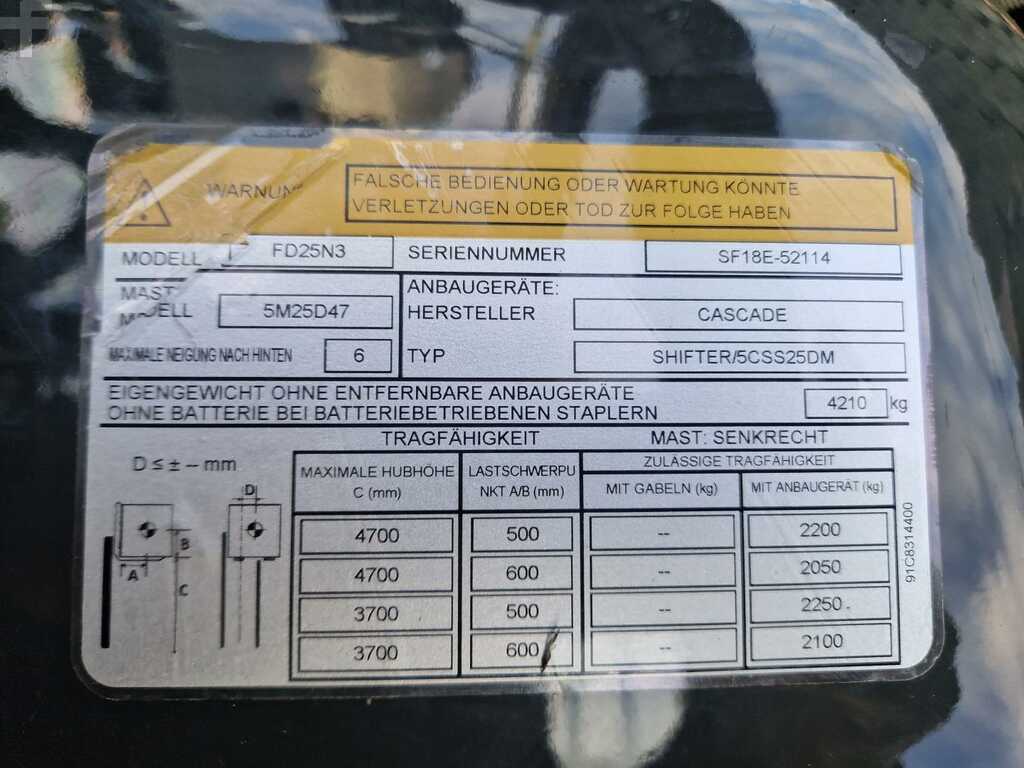 WARNUNG
FALSCHE BEDIENUNG ODER WARTUNG KÖNNTE
VERLETZUNGEN ODER TOD ZUR FOLGE HABEN
MODELL FD25N3 SERIENNUMMER SF18E-52114
MAST
MODELL 5M25D47
ANBAUGERÄTE:
HERSTELLER CASCADE
MAXIMALE NEIGUNG NACH HINTEN 6 TYP SHIFTER/5CSS25DM
EIGENGEWICHT OHNE ENTFERNBARE ANBAUGERÄTE
OHNE BATTERIE BEI BATTERIEBETRIEBENEN STAPLERN 4210 kg
TRAGFÄHIGKEIT MAST: SENKRECHT
D ≤ ± -- mm
D
B
A
C
MAXIMALE HUBHÖHE
C (mm)
LASTSCHWERPU
NKT A/B (mm)
ZULÄSSIGE TRAGFÄHIGKEIT
MIT GABELN (kg) MIT ANBAUGERÄT (kg)
4700 500 -- 2200
4700 600 -- 2050
3700 500 -- 2250
3700 600 -- 2100
91C8314400